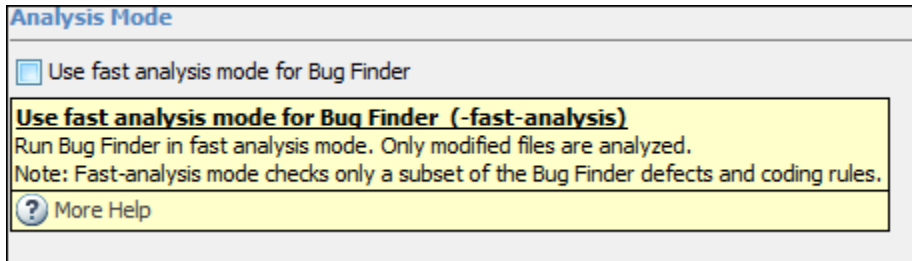 Analysis Mode
Use fast analysis mode for Bug Finder
Use fast analysis mode for Bug Finder (-fast-analysis)
Run Bug Finder in fast analysis mode. Only modified files are analyzed.
Note: Fast-analysis mode checks only a subset of the Bug Finder defects and coding rules.
? More Help